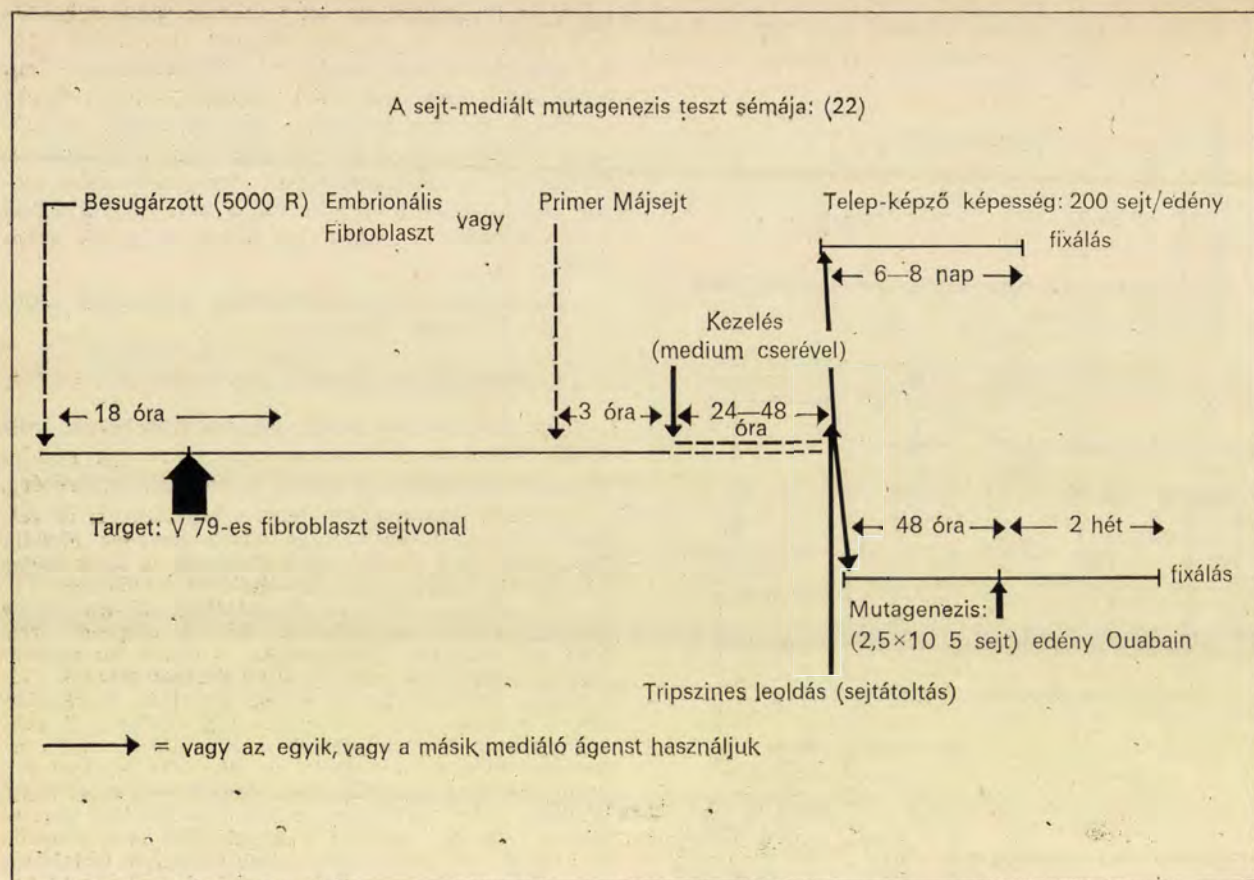 A sejt-mediált mutagenezis teszt sémája: (22)
Besugárzott (5000 R) Embrionális
Fibroblaszt vagy
Primer Májsejt
Telep-képző képesség: 200 sejt/edény
fixálás
6—8 nap
Kezelés
(medium cserével)
18 óra
3 óra
24—48
óra
Target: V 79-es fibroblaszt sejtvonal
48 óra
2 hét
fixálás
Mutagenezis:
(2,5×10 5 sejt) edény Ouabain
Tripszines leoldás (sejtátoltás)
= vagy az egyik, vagy a másik mediáló ágenst használjuk